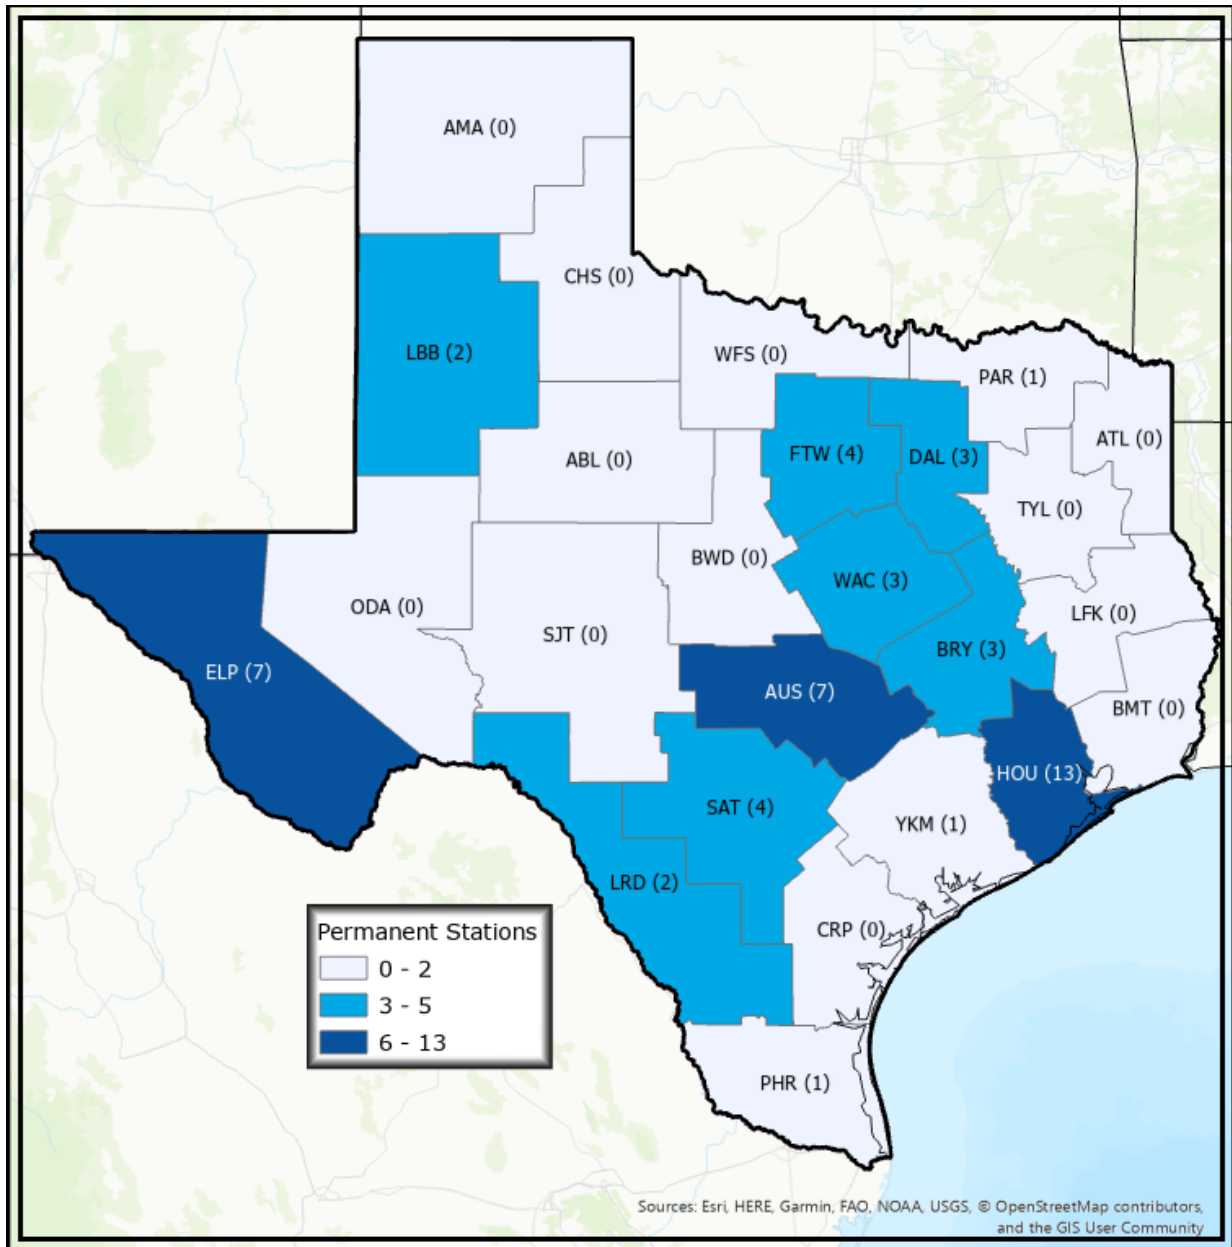 AMA (0)
CHS (0)
LBB (2)
WFS (0)
PAR (1)
ATL (0)
ABL (0)
FTW (4)
DAL (3)
TYL (0)
BWD (0)
WAC (3)
ODA (0)
SJT (0)
LFK (0)
BRY (3)
ELP (7)
AUS (7)
BMT (0)
HOU (13)
SAT (4)
YKM (1)
LRD (2)
CRP (0)
Permanent Stations
0 - 2
3 - 5
6 - 13
PHR (1)
Sources: Esri, HERE, Garmin, FAO, NOAA, USGS, © OpenStreetMap contributors,
and the GIS User Community